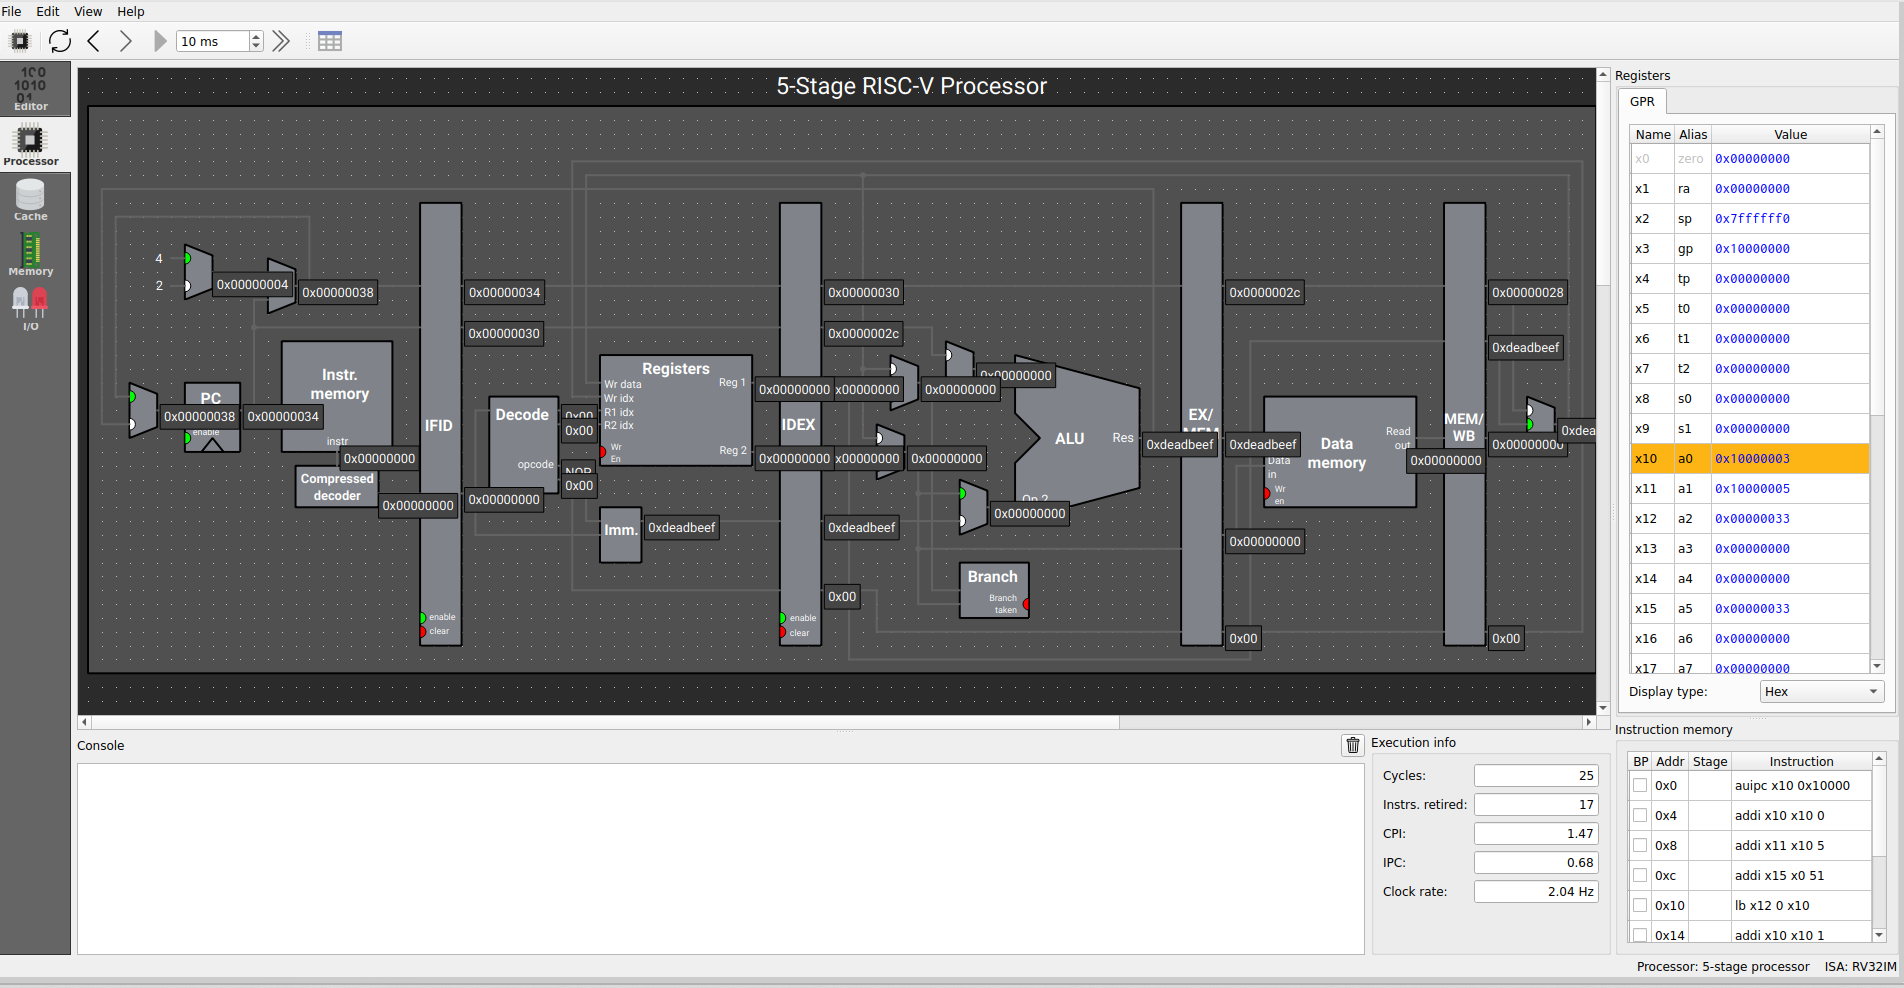 File Edit View Help
10 ms
100
1010
01
Editor
Processor
Cache
Memory
I/O
5-Stage RISC-V Processor
4
2
0x00000004
0x00000038
0x00000034
0x00000030
0x00000030
0x0000002c
0x0000002c
0x00000028
0xdeadbeef
Instr.
memory
instr
PC
enable
0x00000038
0x00000034
0x00000000
Compressed
decoder
0x00000000
IFID
enable
clear
Decode
opcode
0x00000000
0x00
0x00
NOP
0x00
Registers
Wr data
Wr idx
R1 idx
R2 idx
Wr
En
Reg 1
Reg 2
0x00000000
0x00000000
Imm.
0xdeadbeef
IDEX
enable
clear
x00000000
x00000000
0xdeadbeef
0x00
0x00000000
0x00000000
0x00000000
0x00000000
ALU
Res
Op 2
Branch
Branch
taken
0xdeadbeef
EX/
MEM
0xdeadbeef
0x00000000
0x00
Data
memory
Data
in
Wr
en
Read
out
0x00000000
MEM/
WB
0x00000000
0x00
0xdea
Registers
GPR
Name Alias Value
x0 zero 0x00000000
x1 ra 0x00000000
x2 sp 0x7ffffff0
x3 gp 0x10000000
x4 tp 0x00000000
x5 t0 0x00000000
x6 t1 0x00000000
x7 t2 0x00000000
x8 s0 0x00000000
x9 s1 0x00000000
x10 a0 0x10000003
x11 a1 0x10000005
x12 a2 0x00000033
x13 a3 0x00000000
x14 a4 0x00000000
x15 a5 0x00000033
x16 a6 0x00000000
x17 a7 0x00000000
Display type: Hex
Console
Execution info
Cycles: 25
Instrs. retired: 17
CPI: 1.47
IPC: 0.68
Clock rate: 2.04 Hz
Instruction memory
BP Addr Stage Instruction
0x0 auipc x10 0x10000
0x4 addi x10 x10 0
0x8 addi x11 x10 5
0xc addi x15 x0 51
0x10 lb x12 0 x10
0x14 addi x10 x10 1
Processor: 5-stage processor ISA: RV32IM